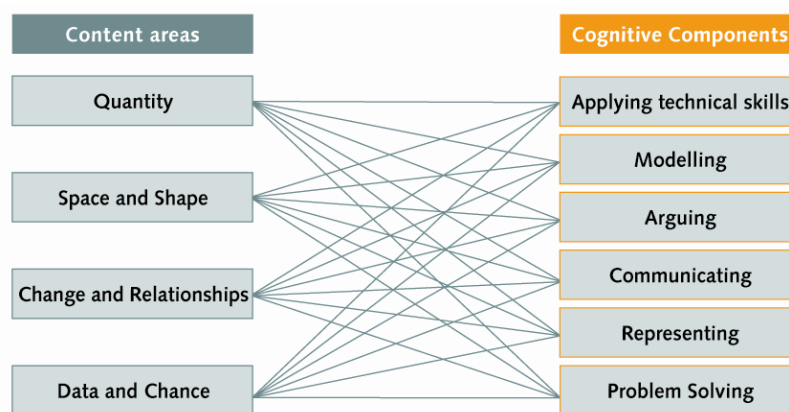 Content areas
Quantity
Space and Shape
Change and Relationships
Data and Chance
Cognitive Components
Applying technical skills
Modelling
Arguing
Communicating
Representing
Problem Solving